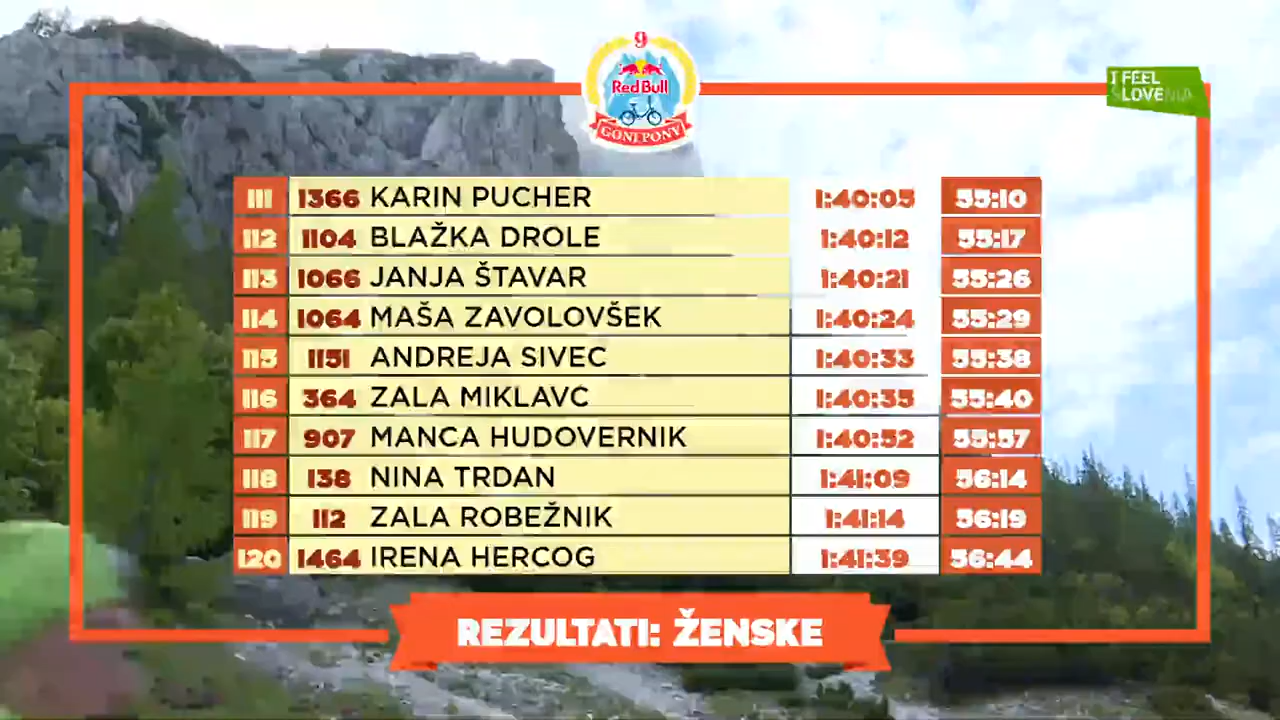 9
Red Bull
GONI PONY
I FEEL
SLOVENIA
111 1366 KARIN PUCHER 1:40:05 55:10
112 1104 BLAŽKA DROLE 1:40:12 55:17
113 1066 JANJA ŠTAVAR 1:40:21 55:26
114 1064 MAŠA ZAVOLOVŠEK 1:40:24 55:29
115 1151 ANDREJA SIVEC 1:40:33 55:38
116 364 ZALA MIKLAVC 1:40:35 55:40
117 907 MANCA HUDOVERNIK 1:40:52 55:57
118 138 NINA TRDAN 1:41:09 56:14
119 112 ZALA ROBEŽNIK 1:41:14 56:19
120 1464 IRENA HERCOG 1:41:39 56:44
REZULTATI: ŽENSKE